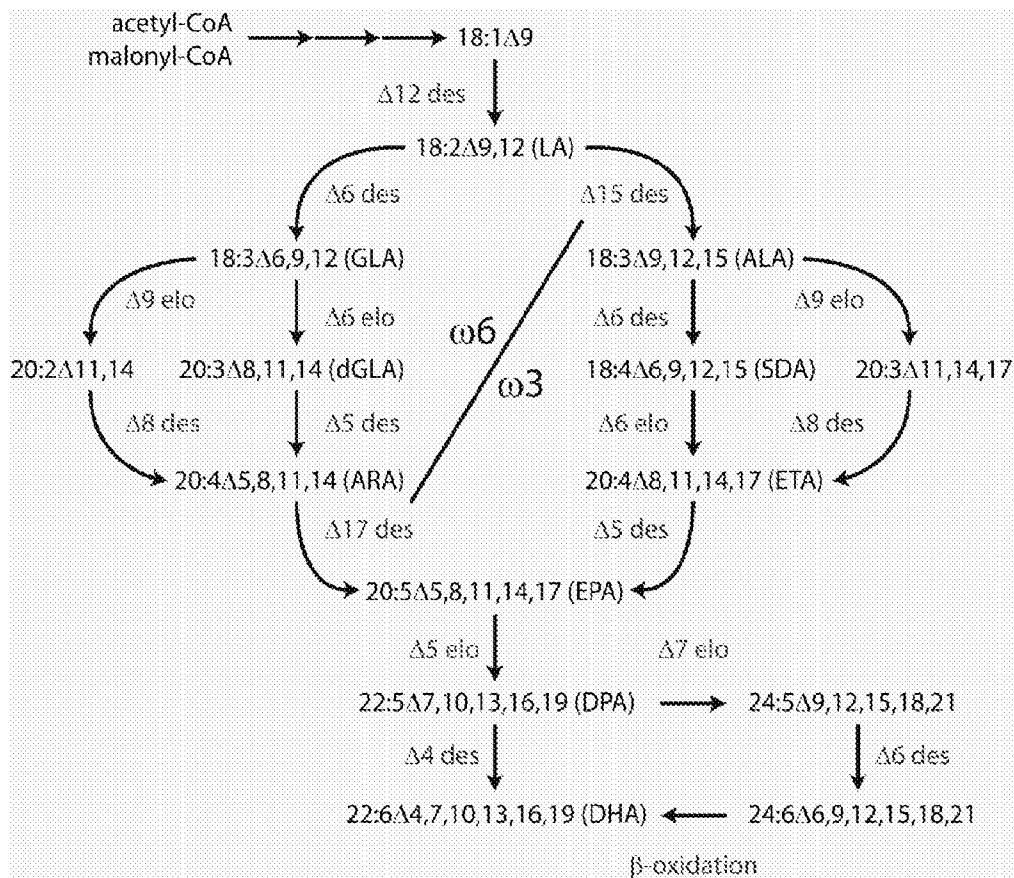 acetyl-CoA
malonyl-CoA
18:1Δ9
Δ12 des
18:2Δ9,12 (LA)
Δ6 des
Δ15 des
18:3Δ6,9,12 (GLA)
18:3Δ9,12,15 (ALA)
Δ9 elo
Δ6 elo
Δ6 des
Δ9 elo
ω6
ω3
20:2Δ11,14
20:3Δ8,11,14 (dGLA)
18:4Δ6,9,12,15 (SDA)
20:3Δ11,14,17
Δ8 des
Δ5 des
Δ6 elo
Δ8 des
20:4Δ5,8,11,14 (ARA)
20:4Δ8,11,14,17 (ETA)
Δ17 des
Δ5 des
20:5Δ5,8,11,14,17 (EPA)
Δ5 elo
Δ7 elo
22:5Δ7,10,13,16,19 (DPA)
24:5Δ9,12,15,18,21
Δ4 des
Δ6 des
22:6Δ4,7,10,13,16,19 (DHA)
24:6Δ6,9,12,15,18,21
β-oxidation